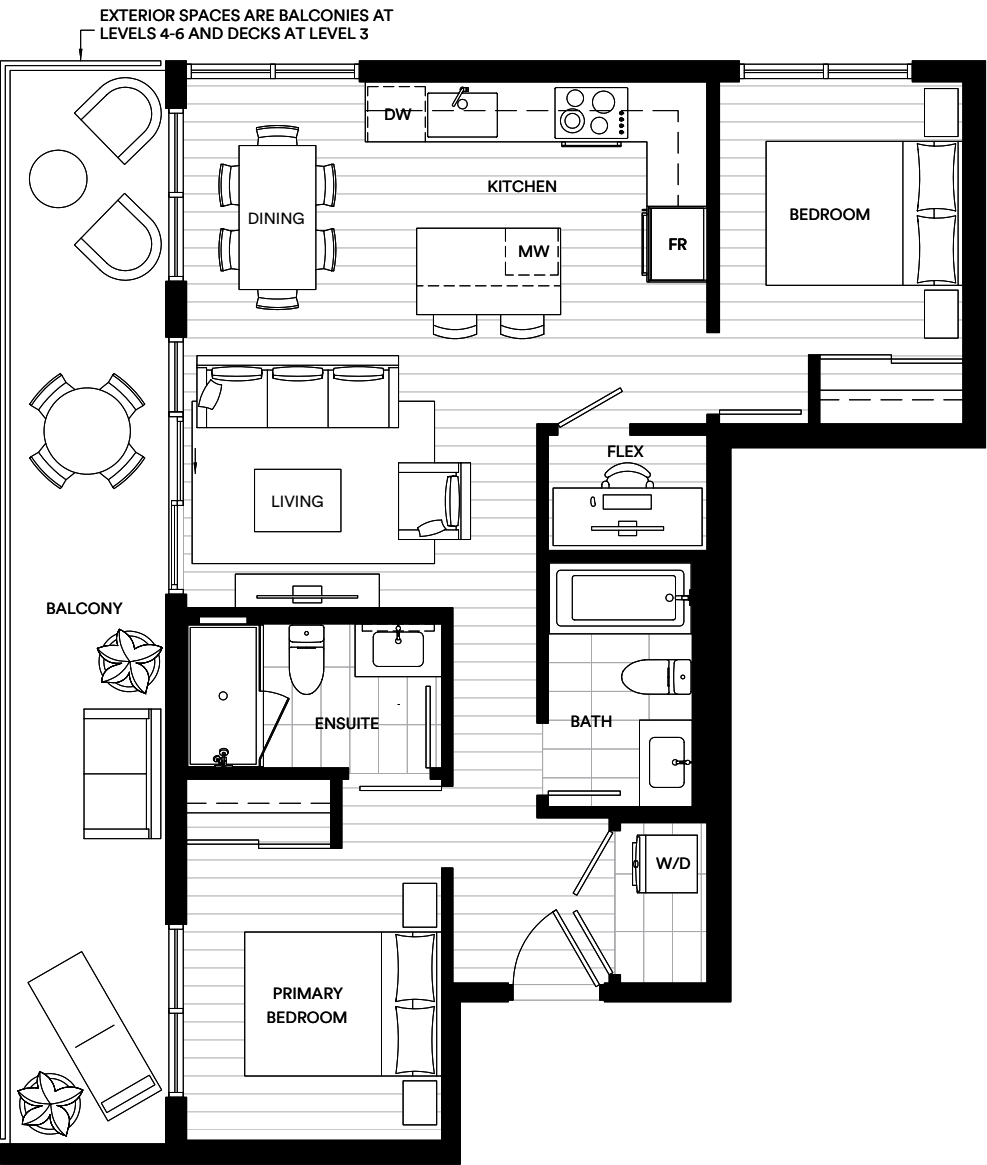 EXTERIOR SPACES ARE BALCONIES AT
LEVELS 4-6 AND DECKS AT LEVEL 3
DW
KITCHEN
DINING
BEDROOM
FR
MW
FLEX
LIVING
BALCONY
ENSUITE
BATH
W/D
PRIMARY
BEDROOM